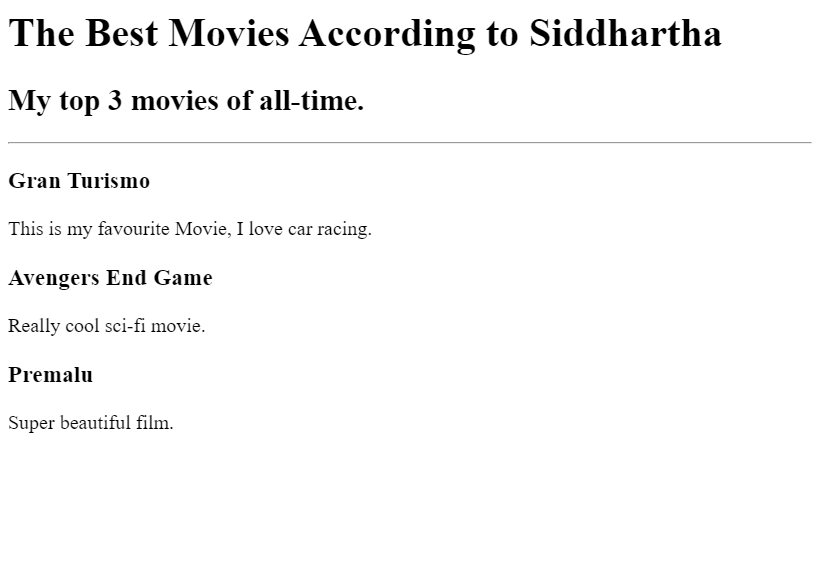 The Best Movies According to Siddhartha
My top 3 movies of all-time.
Gran Turismo
This is my favourite Movie, I love car racing.
Avengers End Game
Really cool sci-fi movie.
Premalu
Super beautiful film.